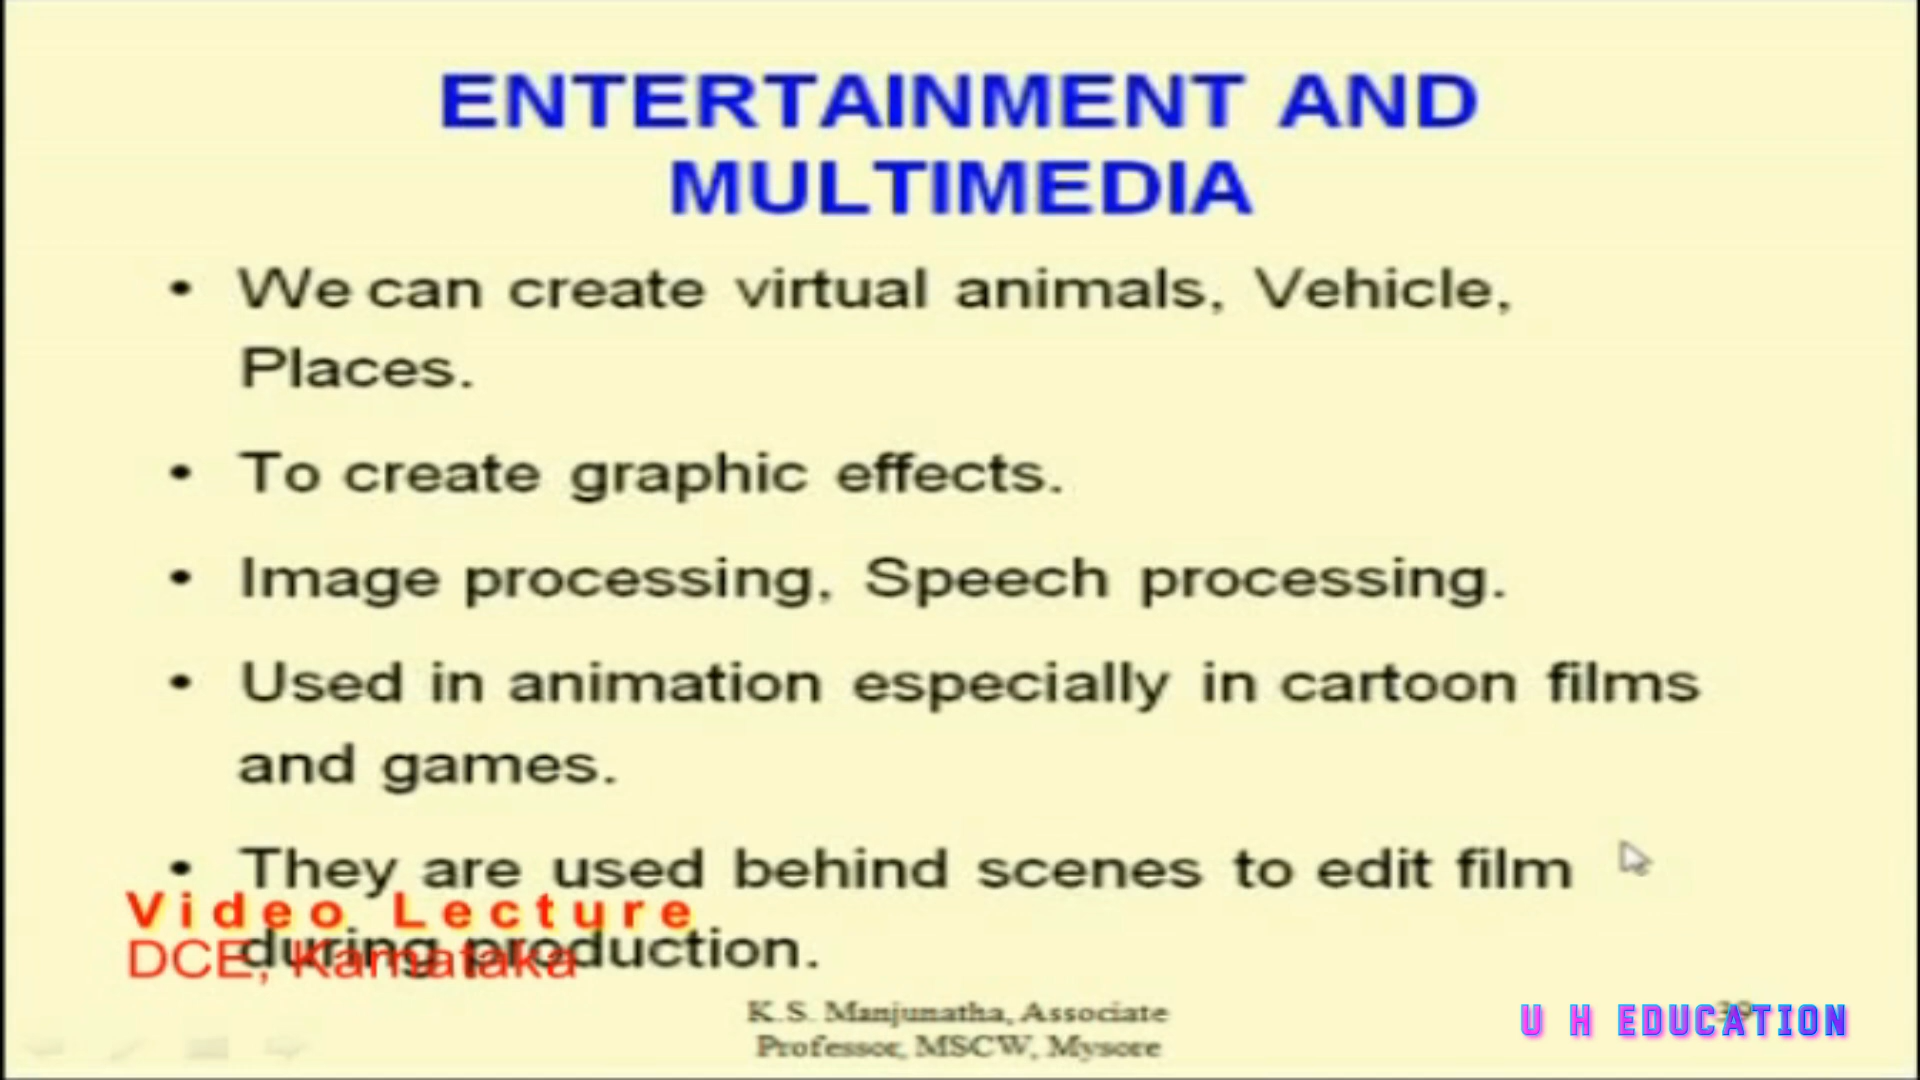 ENTERTAINMENT AND
MULTIMEDIA
• We can create virtual animals, Vehicle,
Places.
• To create graphic effects.
• Image processing, Speech processing.
• Used in animation especially in cartoon films
and games.
• They are used behind scenes to edit film
during production.
Video Lecture
DCE, Karnataka
K.S. Manjunatha, Associate
Professor, MSCW, Mysore
U H EDUCATION